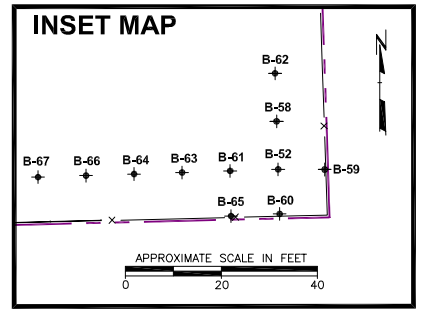 INSET MAP
N
B-62
B-58
B-67 B-66 B-64 B-63 B-61 B-52
B-59
B-65 B-60
APPROXIMATE SCALE IN FEET
0 20 40